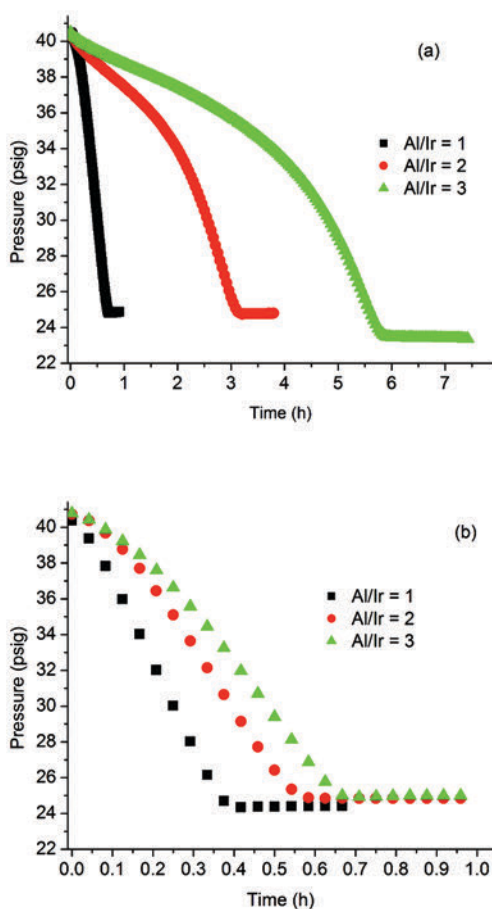 (a)
40
38
36
34
32
30
28
26
24
22
Pressure (psig)
Al/Ir = 1
Al/Ir = 2
Al/Ir = 3
0 1 2 3 4 5 6 7
Time (h)
(b)
40
38
36
34
32
30
28
26
24
22
Pressure (psig)
Al/Ir = 1
Al/Ir = 2
Al/Ir = 3
0.0 0.1 0.2 0.3 0.4 0.5 0.6 0.7 0.8 0.9 1.0
Time (h)